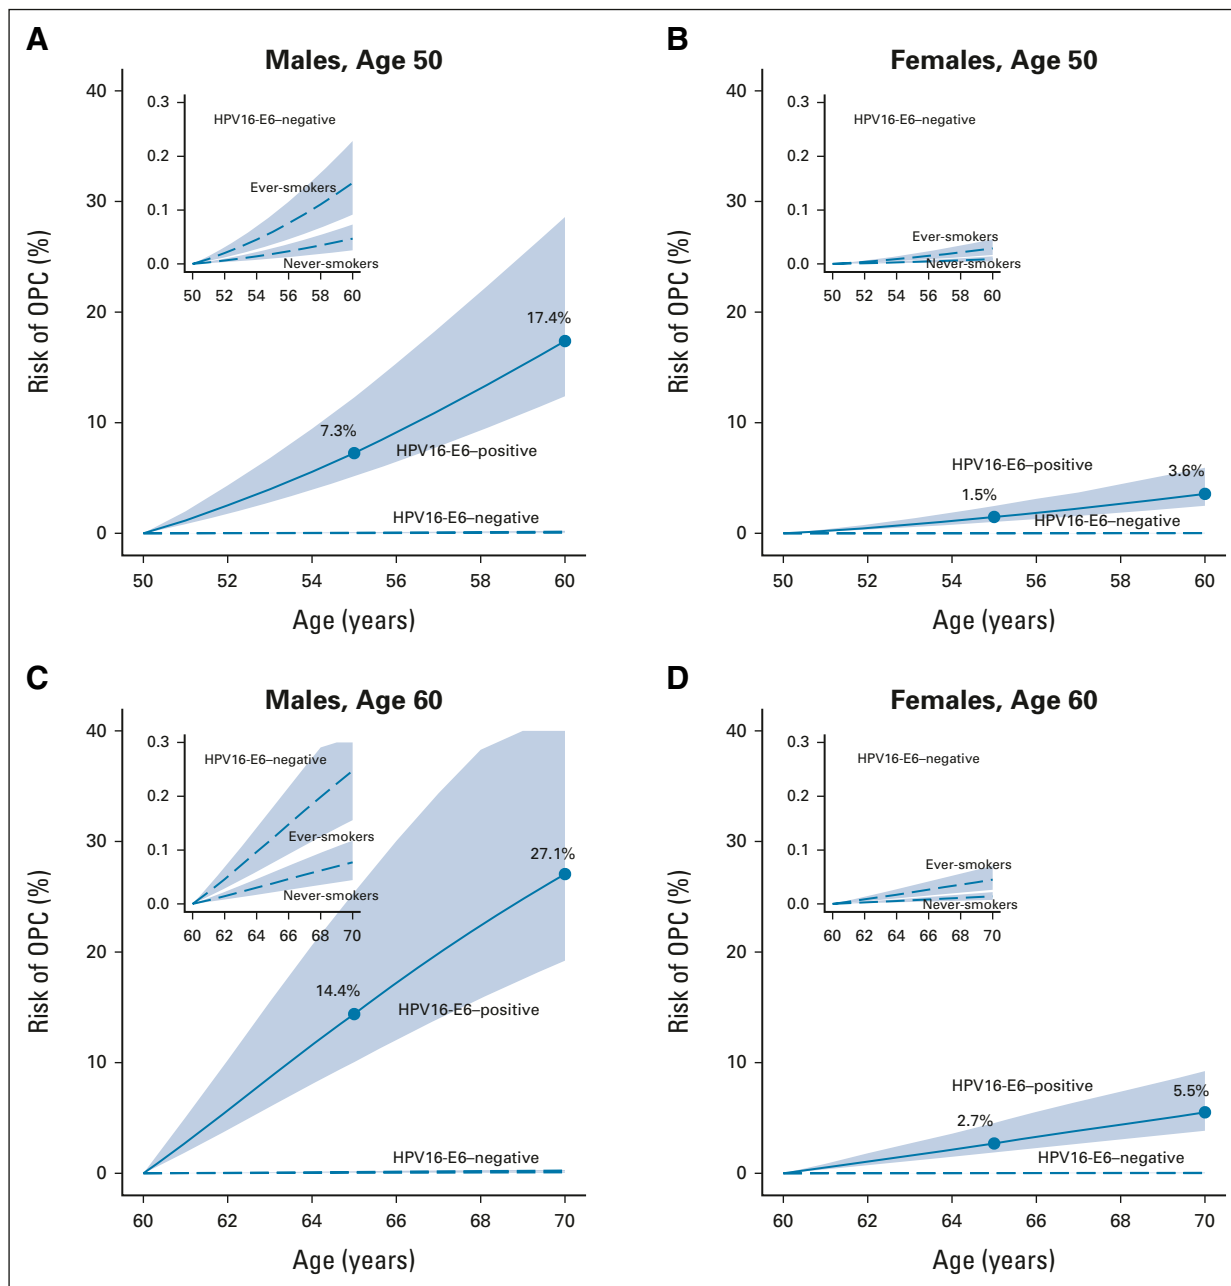 A
Males, Age 50
Risk of OPC (%)
40
30
20
10
0
0.3
0.2
0.1
0.0
HPV16-E6–negative
Ever-smokers
Never-smokers
50 52 54 56 58 60
17.4%
7.3%
HPV16-E6–positive
HPV16-E6–negative
50 52 54 56 58 60
Age (years)
B
Females, Age 50
Risk of OPC (%)
40
30
20
10
0
0.3
0.2
0.1
0.0
HPV16-E6–negative
Ever-smokers
Never-smokers
50 52 54 56 58 60
HPV16-E6–positive
3.6%
1.5%
HPV16-E6–negative
50 52 54 56 58 60
Age (years)
C
Males, Age 60
Risk of OPC (%)
40
30
20
10
0
0.3
0.2
0.1
0.0
HPV16-E6–negative
Ever-smokers
Never-smokers
60 62 64 66 68 70
27.1%
14.4%
HPV16-E6–positive
HPV16-E6–negative
60 62 64 66 68 70
Age (years)
D
Females, Age 60
Risk of OPC (%)
40
30
20
10
0
0.3
0.2
0.1
0.0
HPV16-E6–negative
Ever-smokers
Never-smokers
60 62 64 66 68 70
HPV16-E6–positive
5.5%
2.7%
HPV16-E6–negative
60 62 64 66 68 70
Age (years)